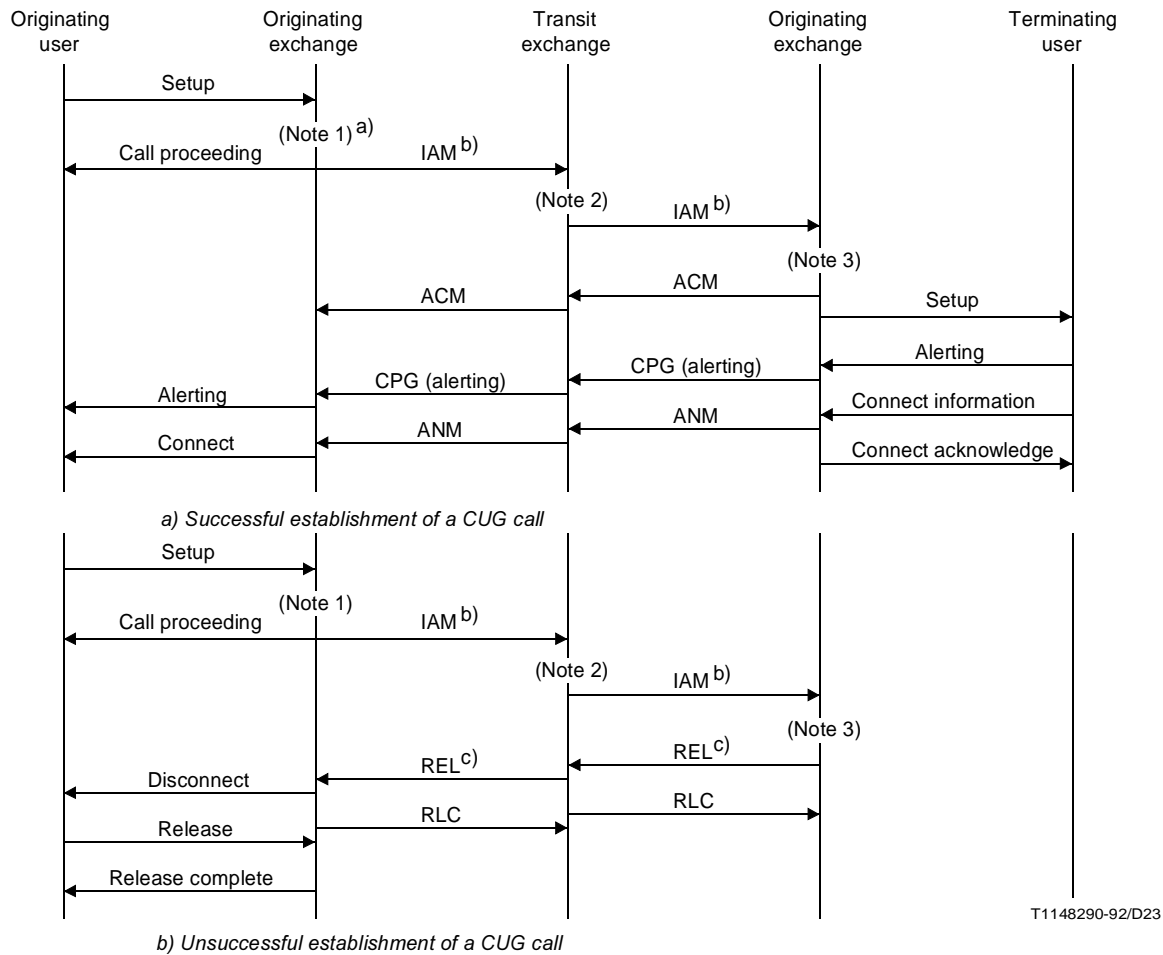 Originating user
Originating exchange
Transit exchange
Originating exchange
Terminating user
Setup
(Note 1) a)
Call proceeding
IAM b)
(Note 2)
IAM b)
(Note 3)
ACM
ACM
Setup
Alerting
CPG (alerting)
CPG (alerting)
Alerting
Connect information
ANM
ANM
Connect
Connect acknowledge
a) Successful establishment of a CUG call
Setup
(Note 1)
Call proceeding
IAM b)
(Note 2)
IAM b)
(Note 3)
REL c)
REL c)
Disconnect
RLC
RLC
Release
Release complete
T1148290-92/D23
b) Unsuccessful establishment of a CUG call